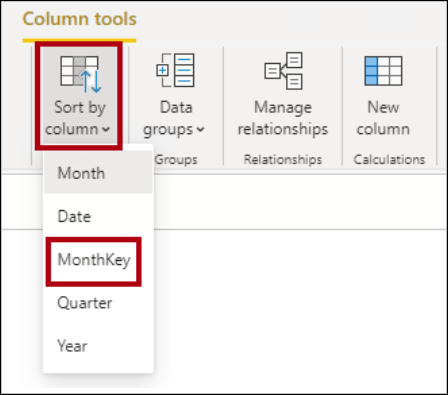 Column tools
Sort by
column
Data
groups
Manage
relationships
New
column
Groups
Relationships
Calculations
Month
Date
MonthKey
Quarter
Year